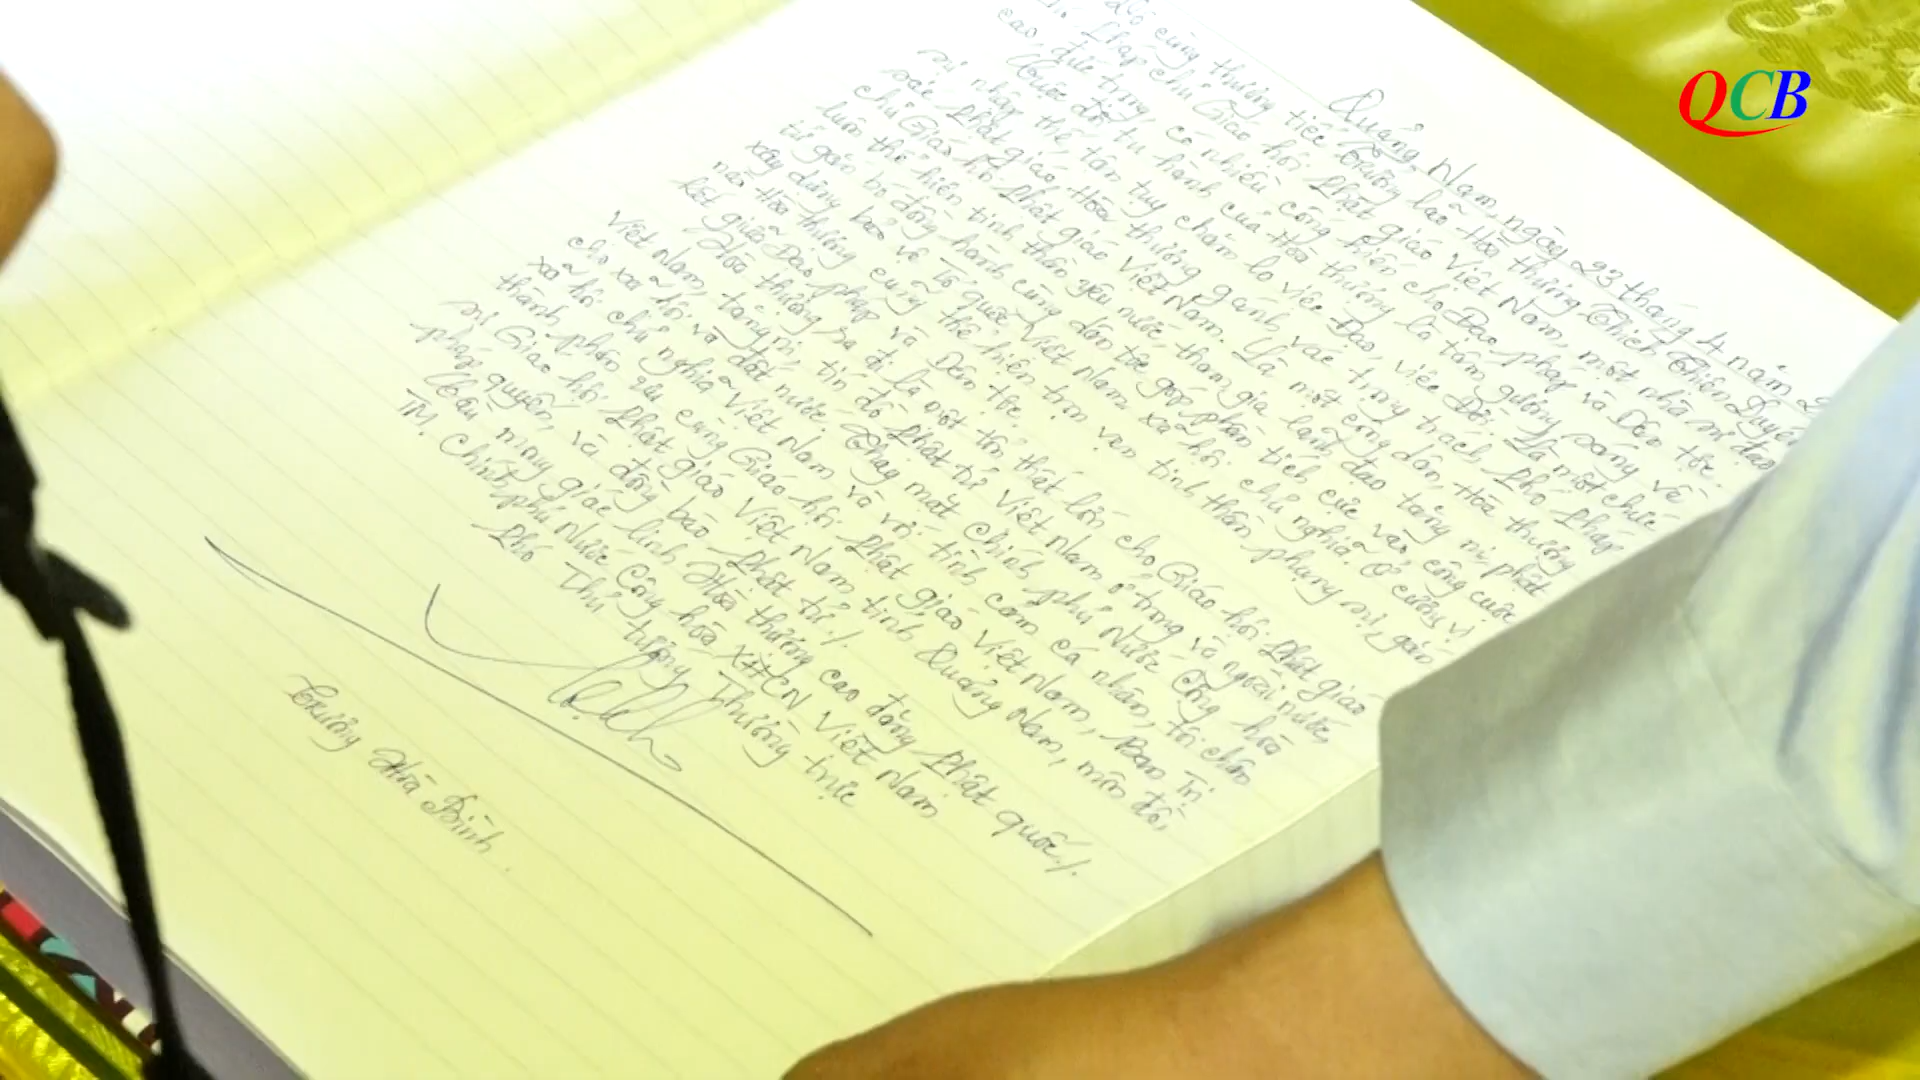 QCB
Quảng Nam, ngày 23 tháng 4 năm
Vô cùng thương tiếc Trưởng lão Hòa thượng Thích Thiện Duyên
Phó Pháp chủ Giáo hội Phật giáo Việt Nam, một nhà sư đạo
cao, đức trọng có nhiều cống hiến cho Đạo pháp và Dân tộc.
Cuộc đời tu hành của Hòa thượng là tấm gương sáng về
sự nhập thế, tận tụy chăm lo việc Đạo, việc Đời. Là một chức
sắc Phật giáo, Hòa thượng gánh vác trọng trách Phó Pháp
chủ Giáo hội Phật giáo Việt Nam. Là một công dân, Hòa thượng
luôn thể hiện tinh thần yêu nước, tham gia lãnh đạo tăng ni, phật
tử gắn bó đồng hành cùng dân tộc góp phần tích cực vào công cuộc
xây dựng bảo vệ Tổ quốc Việt Nam xã hội chủ nghĩa. Ở cương vị
nào Hòa thượng cũng thể hiện trọn vẹn tinh thần phụng sự, gắn
kết giữa Đạo pháp và Dân tộc.
Hòa thượng ra đi là một tổn thất lớn cho Giáo hội Phật giáo
Việt Nam, tăng ni, tín đồ Phật tử Việt Nam ở trong và ngoài nước,
cho xã hội và đất nước. Thay mặt Chính phủ Nước Cộng hòa
xã hội chủ nghĩa Việt Nam và với tình cảm cá nhân, tôi chân
thành phân ưu cùng Giáo hội Phật giáo Việt Nam, Ban Trị
sự Giáo hội Phật giáo Việt Nam tỉnh Quảng Nam, môn đồ,
pháp quyến, và đồng bào Phật tử./.
Cầu mong giác linh Hòa thượng cao đăng Phật quốc./.
TM. Chính phủ Nước Cộng hòa XHCN Việt Nam
Phó Thủ tướng Thường trực
Trương Hòa Bình